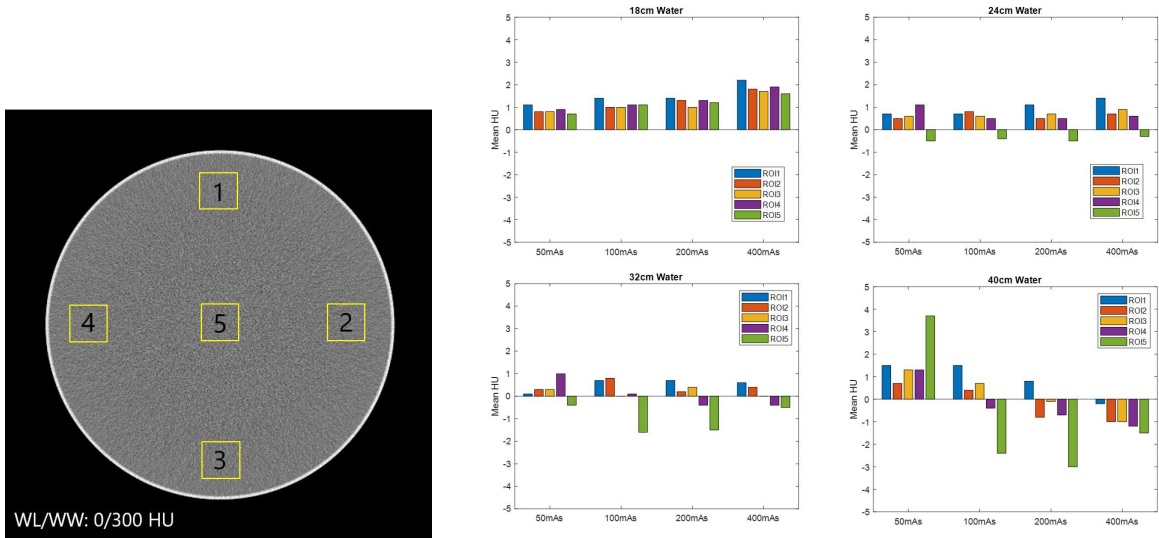 1
4
5
2
3
WL/WW: 0/300 HU
18cm Water
5
4
3
2
1
0
-1
-2
-3
-4
-5
Mean HU
ROI1
ROI2
ROI3
ROI4
ROI5
50mAs 100mAs 200mAs 400mAs
24cm Water
5
4
3
2
1
0
-1
-2
-3
-4
-5
Mean HU
ROI1
ROI2
ROI3
ROI4
ROI5
50mAs 100mAs 200mAs 400mAs
32cm Water
5
4
3
2
1
0
-1
-2
-3
-4
-5
Mean HU
ROI1
ROI2
ROI3
ROI4
ROI5
50mAs 100mAs 200mAs 400mAs
40cm Water
5
4
3
2
1
0
-1
-2
-3
-4
-5
Mean HU
ROI1
ROI2
ROI3
ROI4
ROI5
50mAs 100mAs 200mAs 400mAs